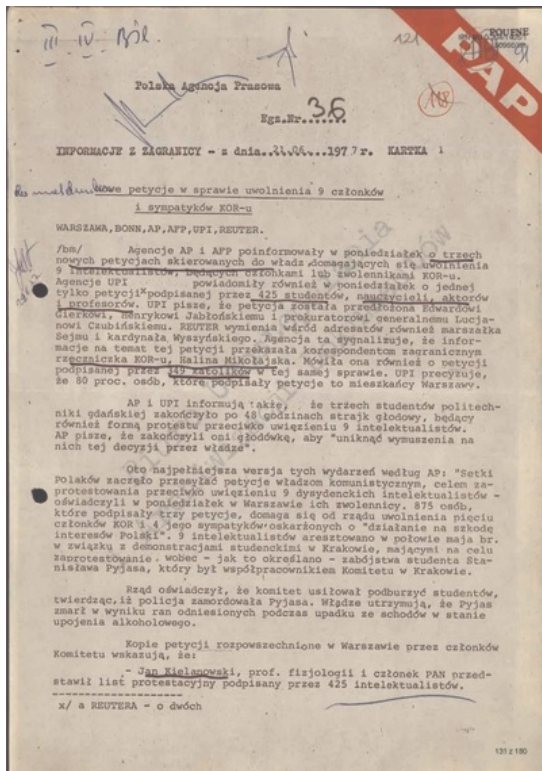 III IV Ból.
POUFNE
121
PAP
118
Polska Agencja Prasowa
Egz.Nr.36
INFORMACJE Z ZAGRANICY - z dnia..21.06...1977 r. KARTKA 1
Nowe petycje w sprawie uwolnienia 9 członków
i sympatyków KOR-u
WARSZAWA,BONN,AP,AFP,UPI,REUTER.
/bm/ Agencje AP i AFP poinformowały w poniedziałek o trzech
nowych petycjach skierowanych do władz,domagających się uwolnienia
9 intelektualistów, będących członkami lub zwolennikami KOR-u.
Agencje UPI powiadomiły również w poniedziałek o jednej
tylko petycji x podpisanej przez 425 studentów, nauczycieli, aktorów
i profesorów. UPI pisze, że petycja została przedłożona Edwardowi
Gierkowi, Henrykowi Jabłońskiemu i prokuratorowi generalnemu Lucja-
nowi Czubińskiemu. REUTER wymienia wśród adresatów również marszałka
Sejmu i kardynała Wyszyńskiego. Agencja ta sygnalizuje, że infor-
macje na temat tej petycji przekazała korespondentom zagranicznym
rzeczniczka KOR-u, Halina Mikołajska. Mówiła ona również o petycji
podpisanej przez 349 katolików w tej samej sprawie. UPI precyzuje,
że 80 proc. osób, które podpisały petycje to mieszkańcy Warszawy.
AP i UPI informują także, że trzech studentów politech-
niki gdańskiej zakończyło po 48 godzinach strajk głodowy, będący
również formą protestu przeciwko uwięzieniu 9 intelektualistów.
AP pisze, że zakończyli oni głodówkę, aby "uniknąć wymuszenia na
nich tej decyzji przez władze".
Oto najpełniejsza wersja tych wydarzeń według AP: "Setki
Polaków zaczęło przesyłać petycje władzom komunistycznym, celem za-
protestowania przeciwko uwięzieniu 9 dysydenckich intelektualistów -
oświadczyli w poniedziałek w Warszawie ich zwolennicy. 875 osób,
które podpisały trzy petycje, domaga się od rządu uwolnienia pięciu
członków KOR i 4 jego sympatyków oskarżonych o "działanie na szkodę
interesów Polski". 9 intelektualistów aresztowano w połowie maja br.
w związku z demonstracjami studenckimi w Krakowie, mającymi na celu
zaprotestowanie wobec - jak to określano - zabójstwa studenta Sta-
nisława Pyjasa, który był współpracownikiem Komitetu w Krakowie.
Rząd oświadczył, że komitet usiłował podburzyć studentów,
twierdząc,iż policja zamordowała Pyjasa. Władze utrzymują, że Pyjas
zmarł w wyniku ran odniesionych podczas upadku ze schodów w stanie
upojenia alkoholowego.
Kopie petycji rozpowszechnione w Warszawie przez członków
Komitetu wskazują, że:
- Jan Kielanowski, prof. fizjologii i członek PAN przed-
stawił list protestacyjny podpisany przez 425 intelektualistów.
x/ a REUTERA - o dwóch
131 z 180